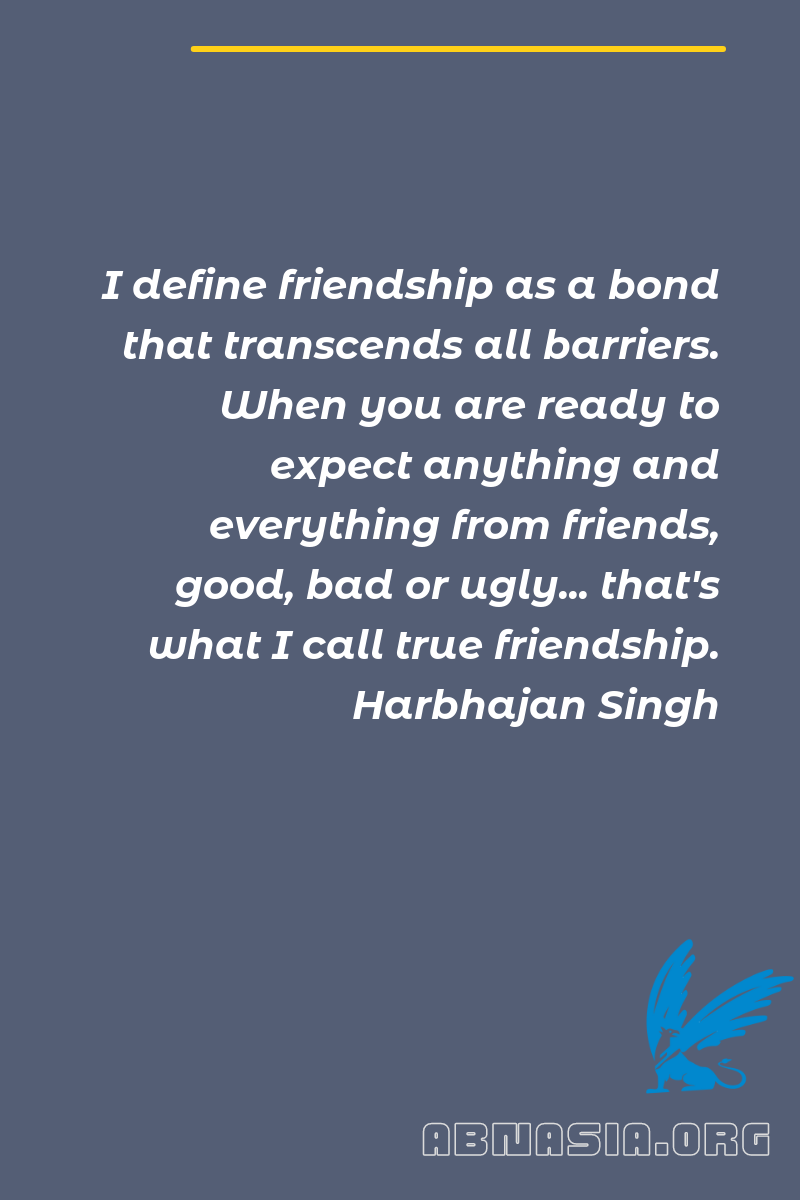 I define friendship as a bond
that transcends all barriers.
When you are ready to
expect anything and
everything from friends,
good, bad or ugly... that's
what I call true friendship.
Harbhajan Singh
ABNASIA.ORG